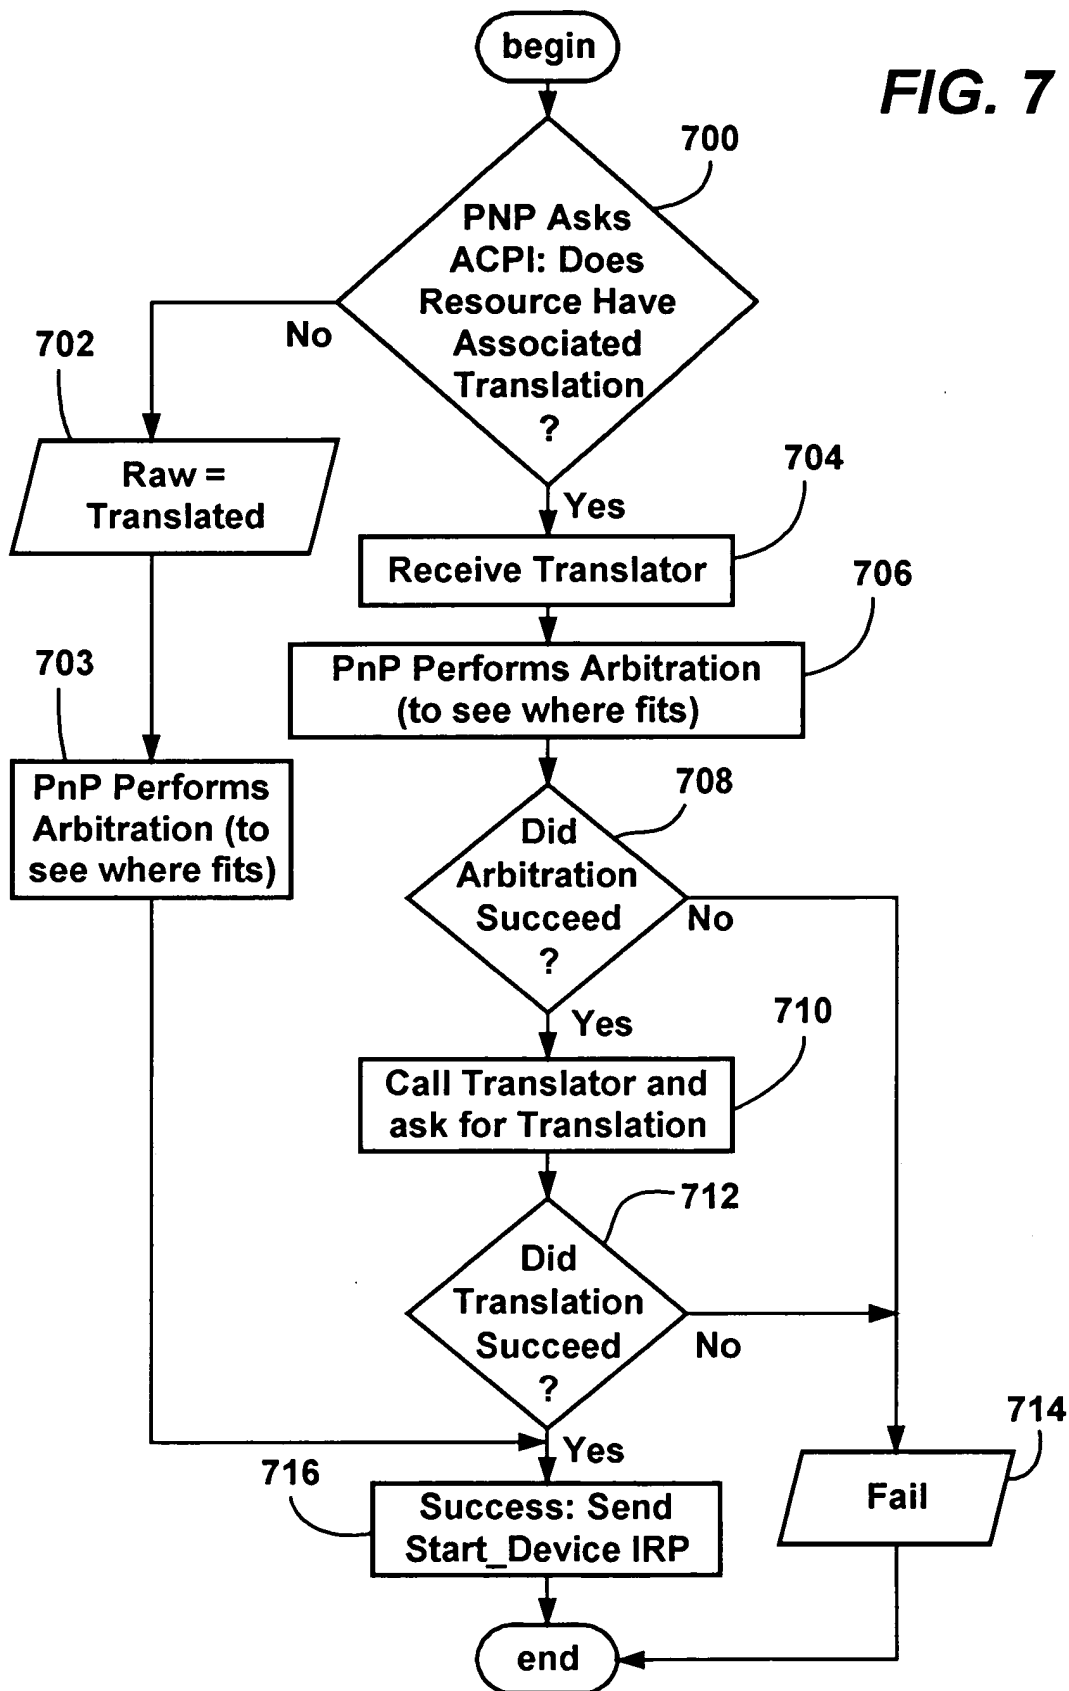 begin
FIG. 7
700
PNP Asks
ACPI: Does
Resource Have
Associated
Translation
?
No
702
Raw =
Translated
Yes
704
Receive Translator
706
PnP Performs Arbitration
(to see where fits)
703
PnP Performs
Arbitration (to
see where fits)
708
Did
Arbitration
Succeed
?
No
Yes
710
Call Translator and
ask for Translation
712
Did
Translation
Succeed
?
No
Yes
714
Fail
716
Success: Send
Start_Device IRP
end